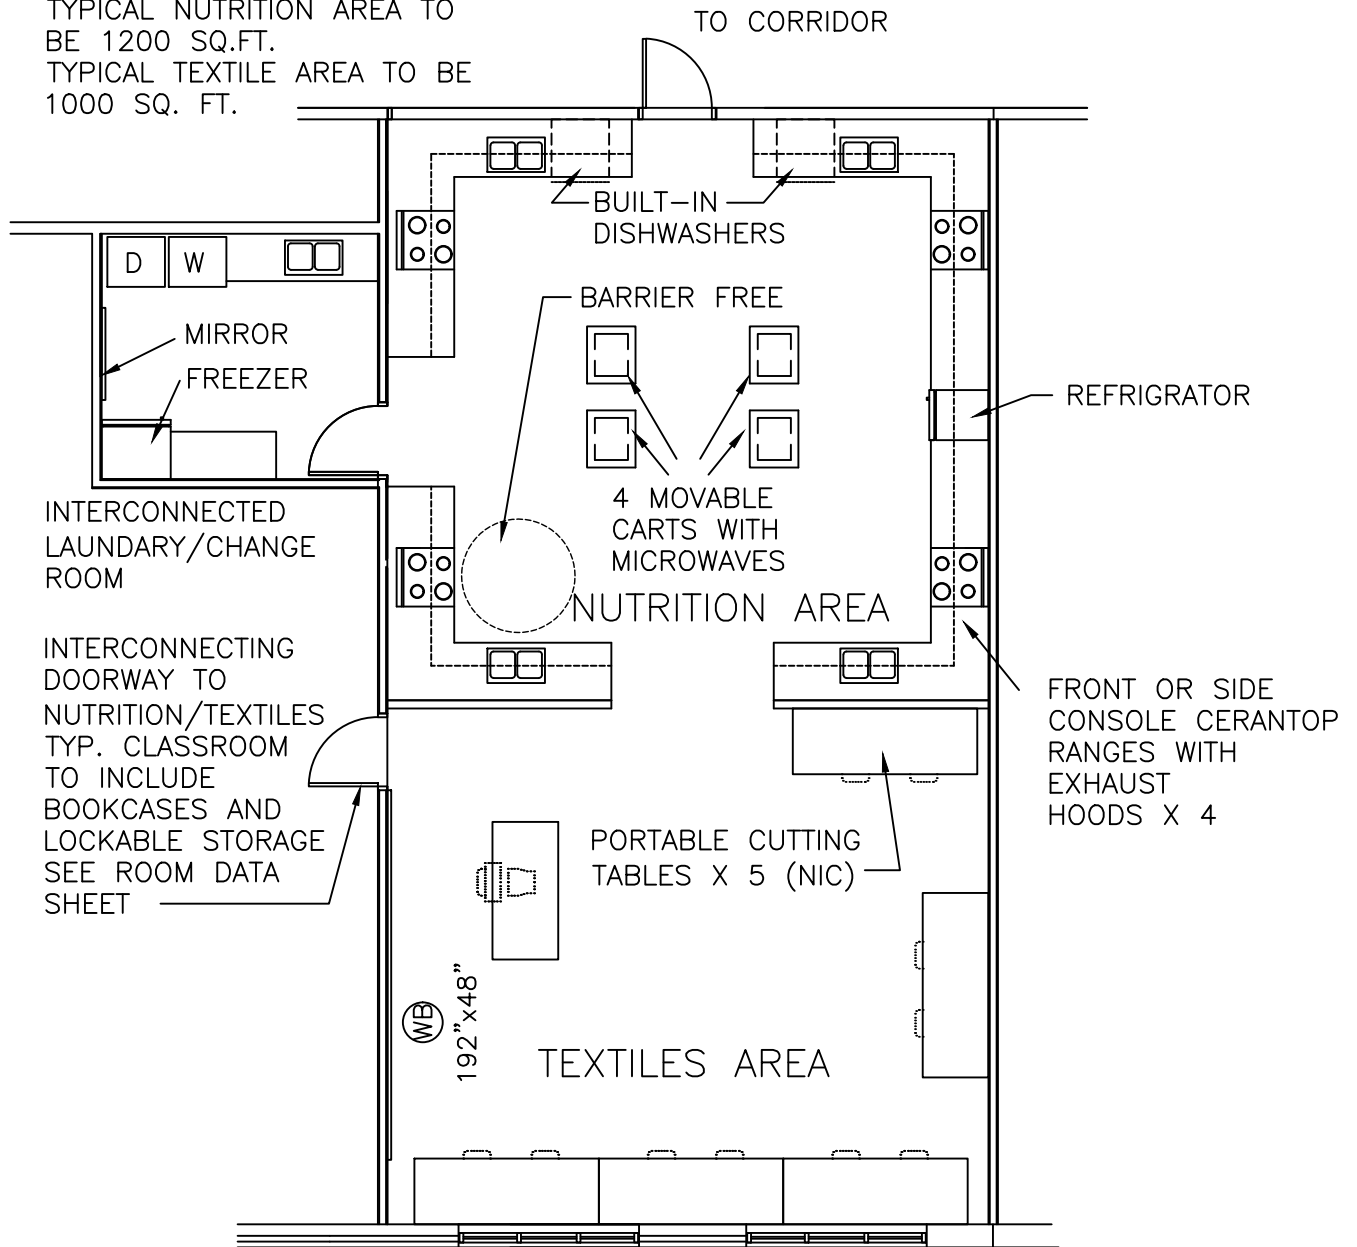 TYPICAL NUTRITION AREA TO
BE 1200 SQ.FT.
TYPICAL TEXTILE AREA TO BE
1000 SQ. FT.
TO CORRIDOR
BUILT-IN
DISHWASHERS
D
W
BARRIER FREE
MIRROR
FREEZER
REFRIGRATOR
4 MOVABLE
CARTS WITH
MICROWAVES
INTERCONNECTED
LAUNDARY/CHANGE
ROOM
NUTRITION AREA
INTERCONNECTING
DOORWAY TO
NUTRITION/TEXTILES
TYP. CLASSROOM
TO INCLUDE
BOOKCASES AND
LOCKABLE STORAGE
SEE ROOM DATA
SHEET
FRONT OR SIDE
CONSOLE CERANTOP
RANGES WITH
EXHAUST
HOODS X 4
PORTABLE CUTTING
TABLES X 5 (NIC)
WB
192"x48"
TEXTILES AREA